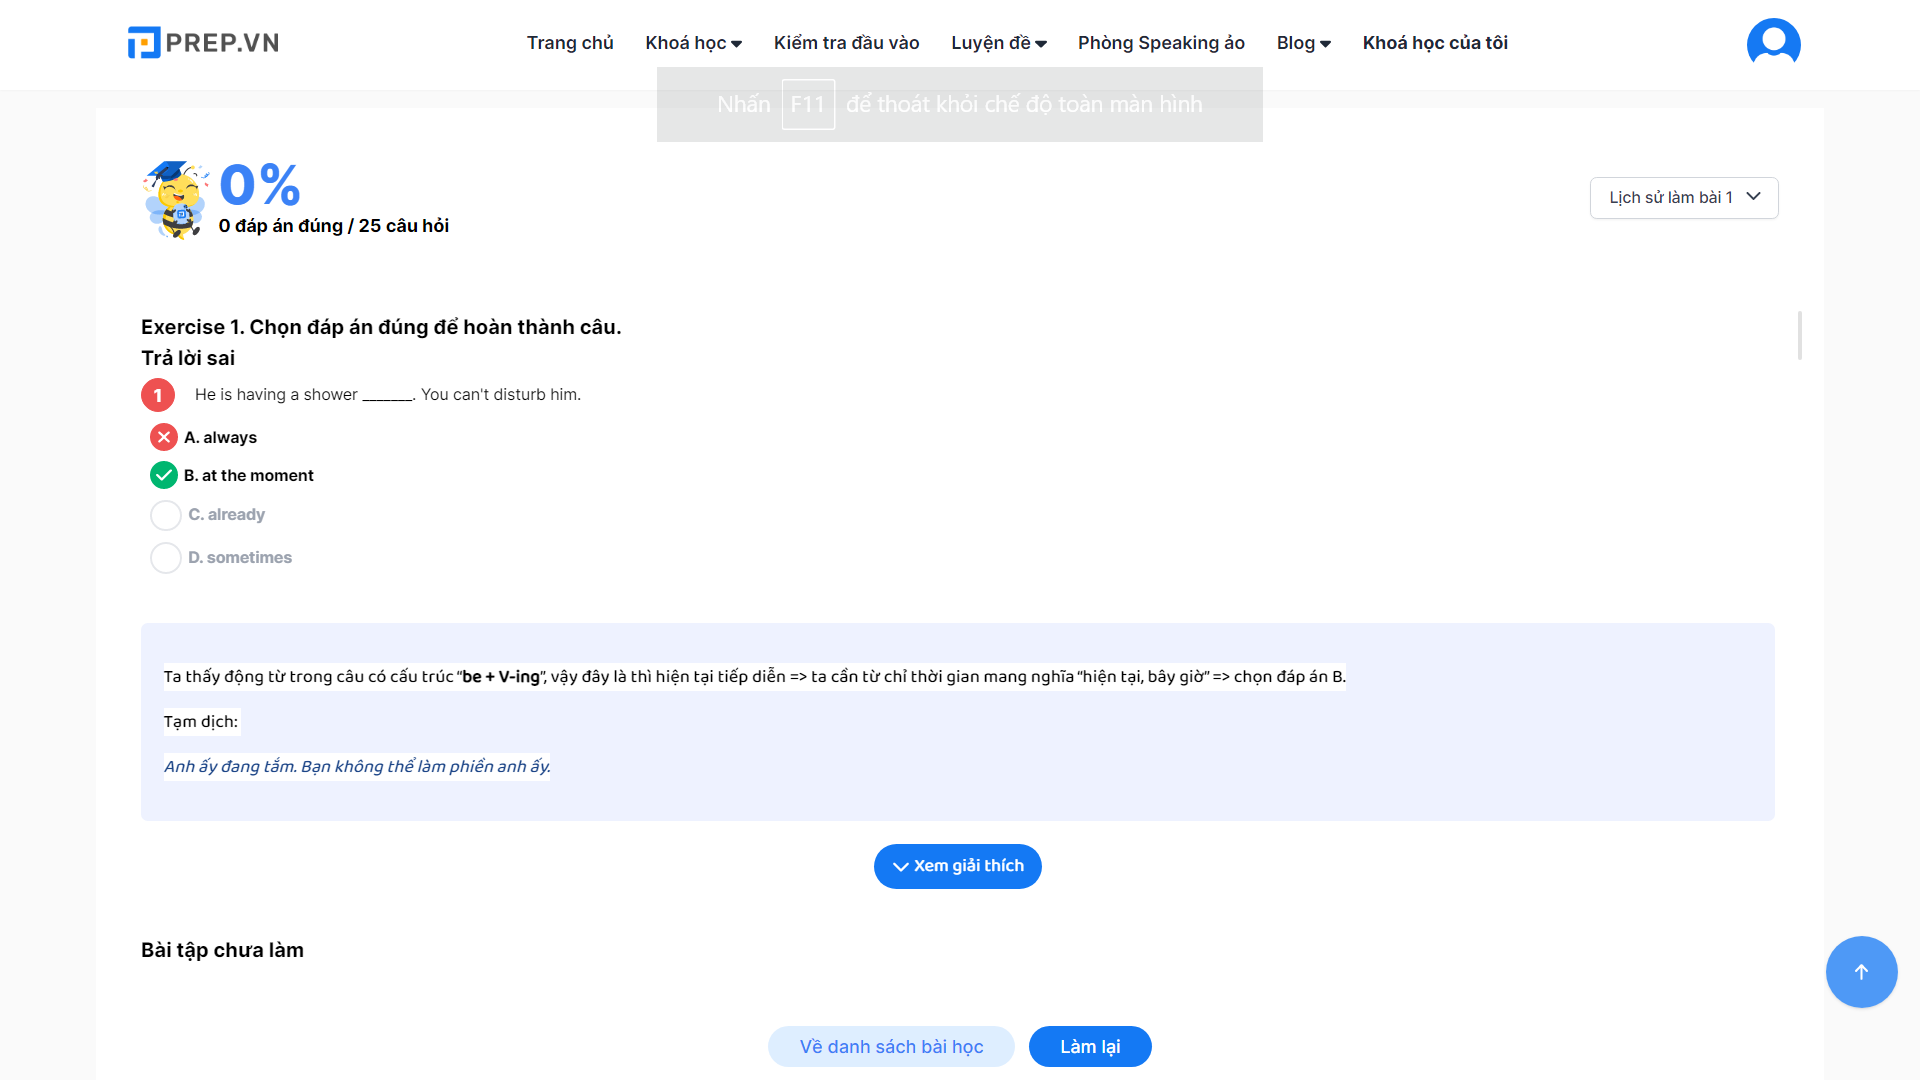 PREP.VN
Trang chủ Khoá học Kiểm tra đầu vào Luyện đề Phòng Speaking ảo Blog Khoá học của tôi
Nhấn F11 để thoát khỏi chế độ toàn màn hình
0%
0 đáp án đúng / 25 câu hỏi
Lịch sử làm bài 1
Exercise 1. Chọn đáp án đúng để hoàn thành câu.
Trả lời sai
1 He is having a shower _______. You can't disturb him.
A. always
B. at the moment
C. already
D. sometimes
Ta thấy động từ trong câu có cấu trúc “be + V-ing”, vậy đây là thì hiện tại tiếp diễn => ta cần từ chỉ thời gian mang nghĩa “hiện tại, bây giờ” => chọn đáp án B.
Tạm dịch:
Anh ấy đang tắm. Bạn không thể làm phiền anh ấy.
Xem giải thích
Bài tập chưa làm
Về danh sách bài học Làm lại